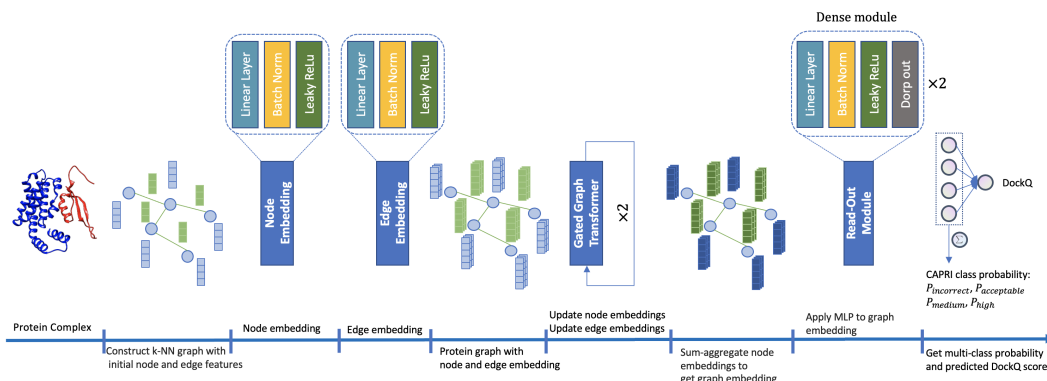 Dense module
Linear Layer
Batch Norm
Leaky ReLu
Linear Layer
Batch Norm
Leaky ReLu
Linear Layer
Batch Norm
Leaky ReLu
Dorp out
×2
Node
Embedding
Edge
Embedding
Gated Graph
Transformer
×2
Read-Out
Module
DockQ
Σ
CAPRI class probability:
P_incorrect, P_acceptable
P_medium, P_high
Protein Complex
Construct k-NN graph with
initial node and edge features
Node embedding
Edge embedding
Protein graph with
node and edge embedding
Update node embeddings
Update edge embeddings
Sum-aggregate node
embeddings to
get graph embedding
Apply MLP to graph
embedding
Get multi-class probability
and predicted DockQ score